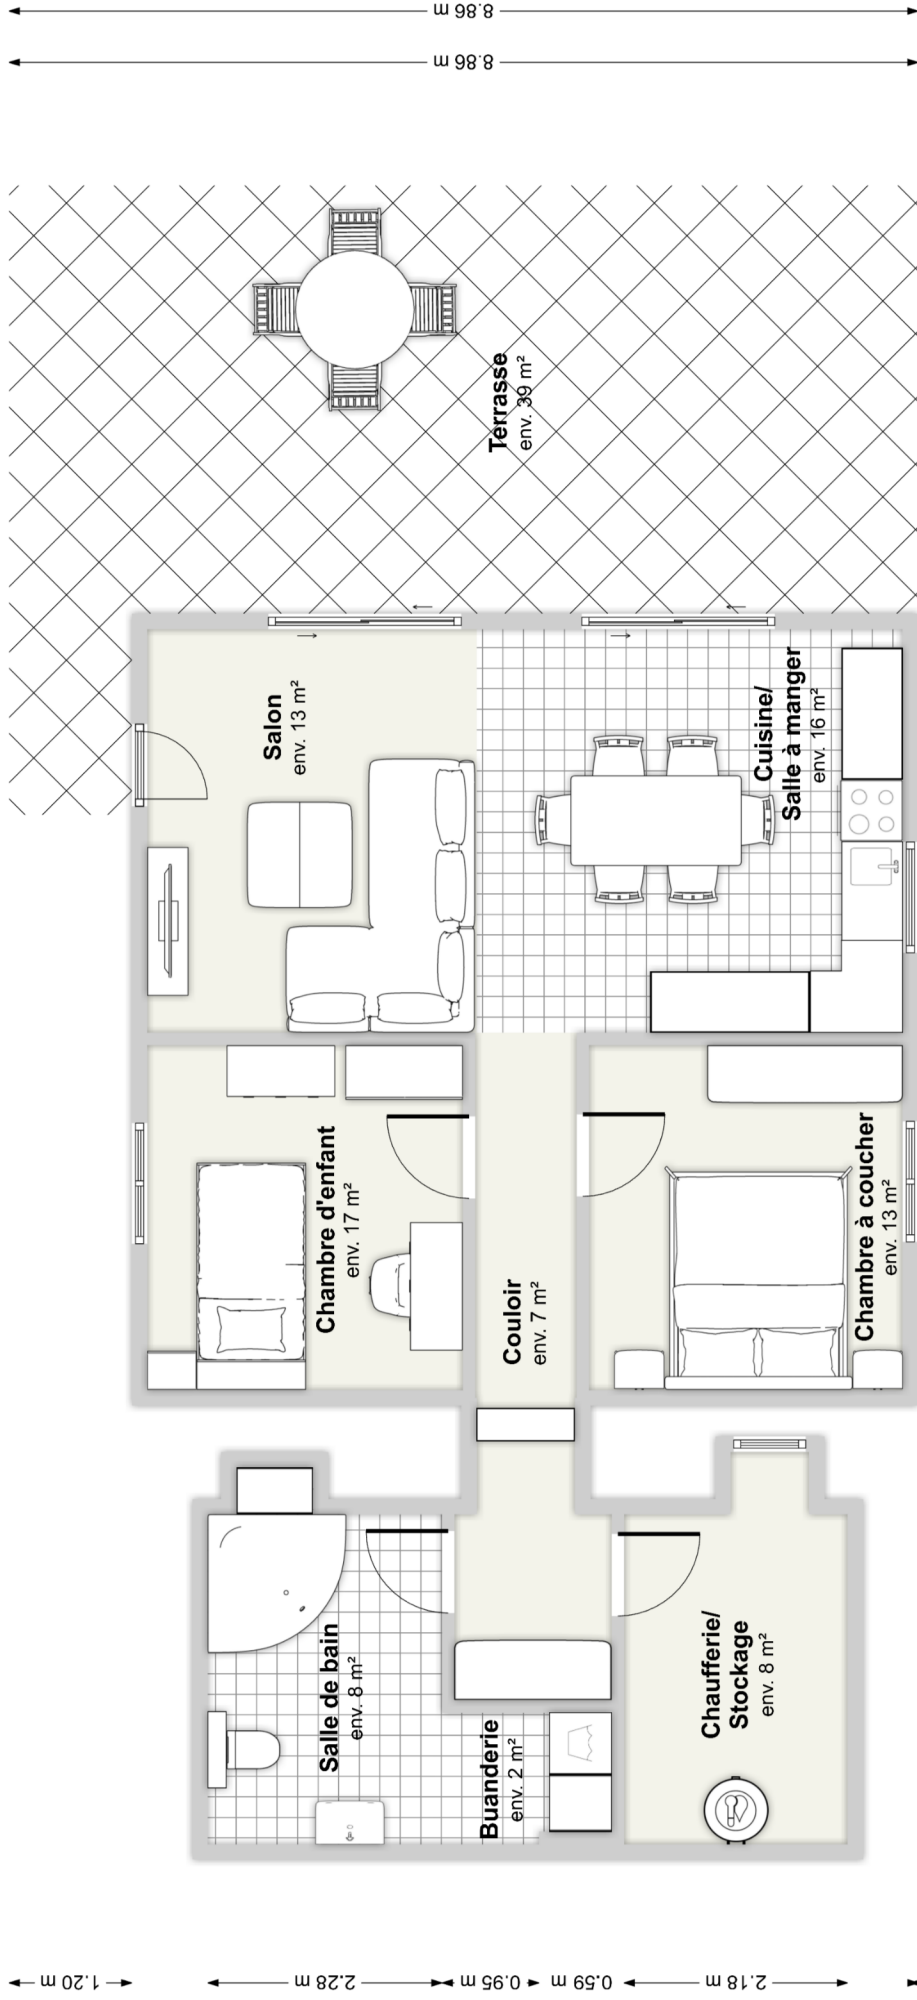 8.86 m
8.86 m
Terrasse
env. 39 m²
Salon
env. 13 m²
Cuisine/
Salle à manger
env. 16 m²
Chambre d'enfant
env. 17 m²
Couloir
env. 7 m²
Chambre à coucher
env. 13 m²
Salle de bain
env. 8 m²
Buanderie
env. 2 m²
Chaufferie/
Stockage
env. 8 m²
1.20 m
2.28 m
0.95 m
0.59 m
2.18 m